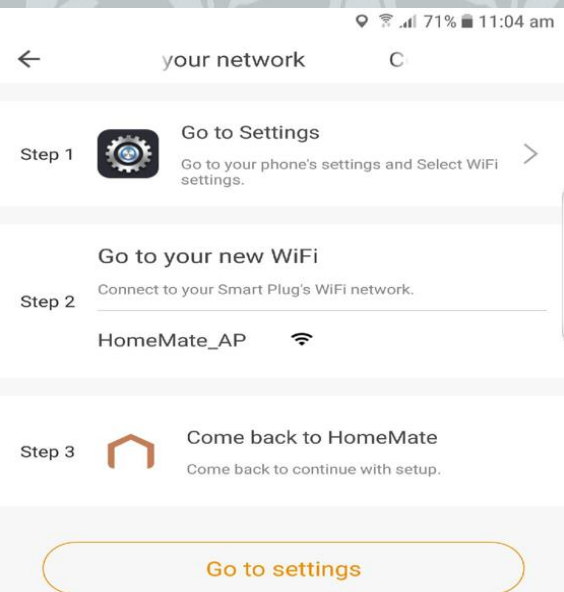 71% 11:04 am
your network C
Go to Settings
Step 1
Go to your phone's settings and Select WiFi
settings.
Go to your new WiFi
Connect to your Smart Plug's WiFi network.
Step 2
HomeMate_AP
Come back to HomeMate
Step 3
Come back to continue with setup.
Go to settings